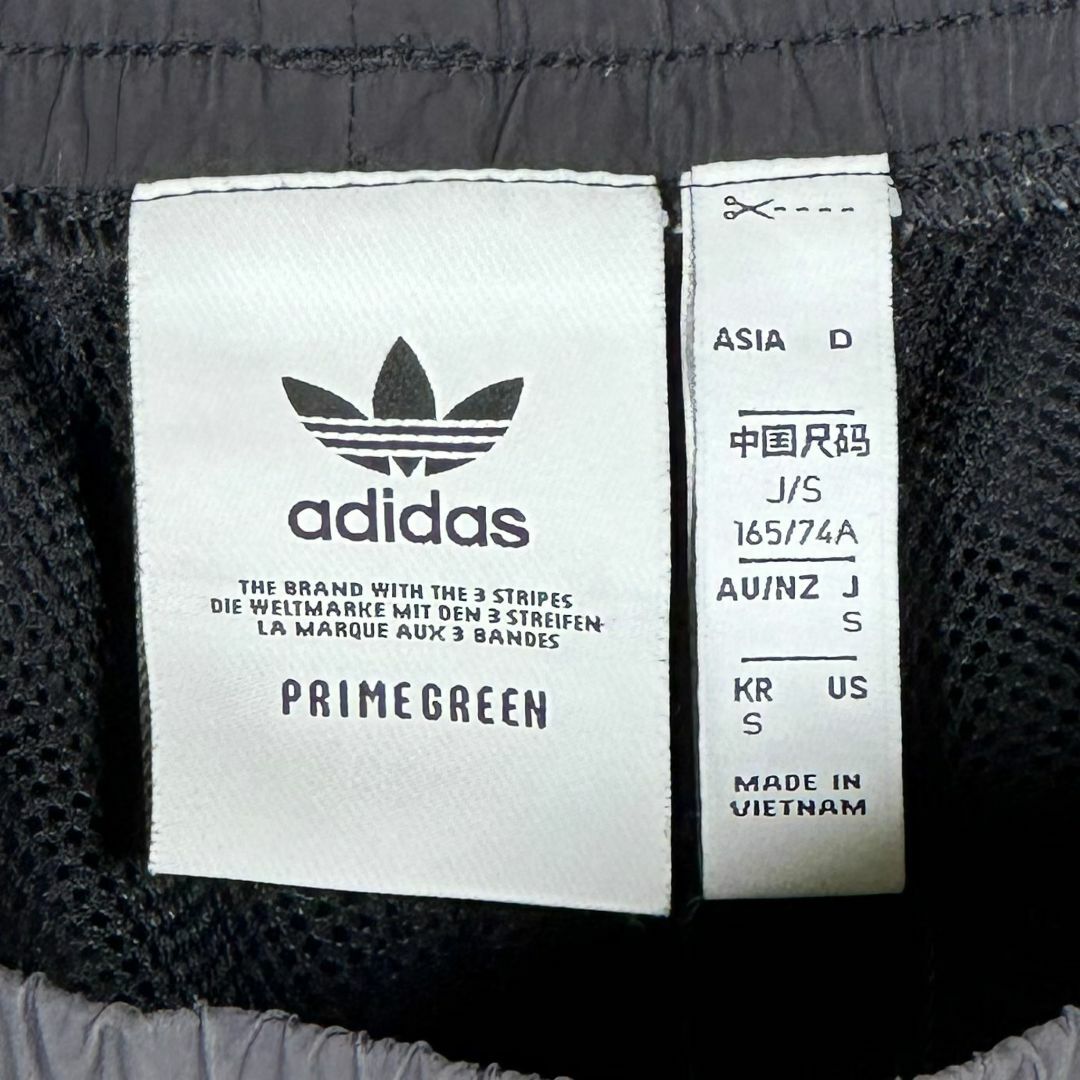 adidas
THE BRAND WITH THE 3 STRIPES
DIE WELTMARKE MIT DEN 3 STREIFEN
LA MARQUE AUX 3 BANDES
PRIMEGREEN
ASIA D
中国尺码
J/S
165/74A
AU/NZ J
S
KR US
S
MADE IN
VIETNAM